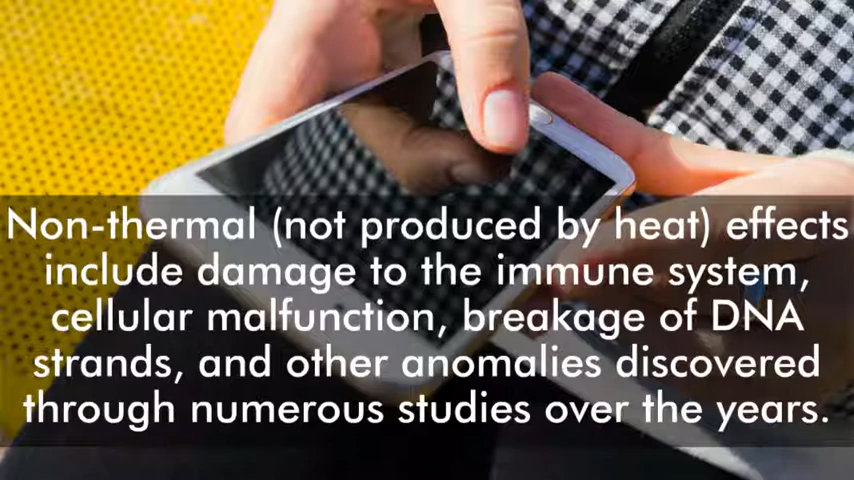 Non-thermal (not produced by heat) effects
include damage to the immune system,
cellular malfunction, breakage of DNA
strands, and other anomalies discovered
through numerous studies over the years.